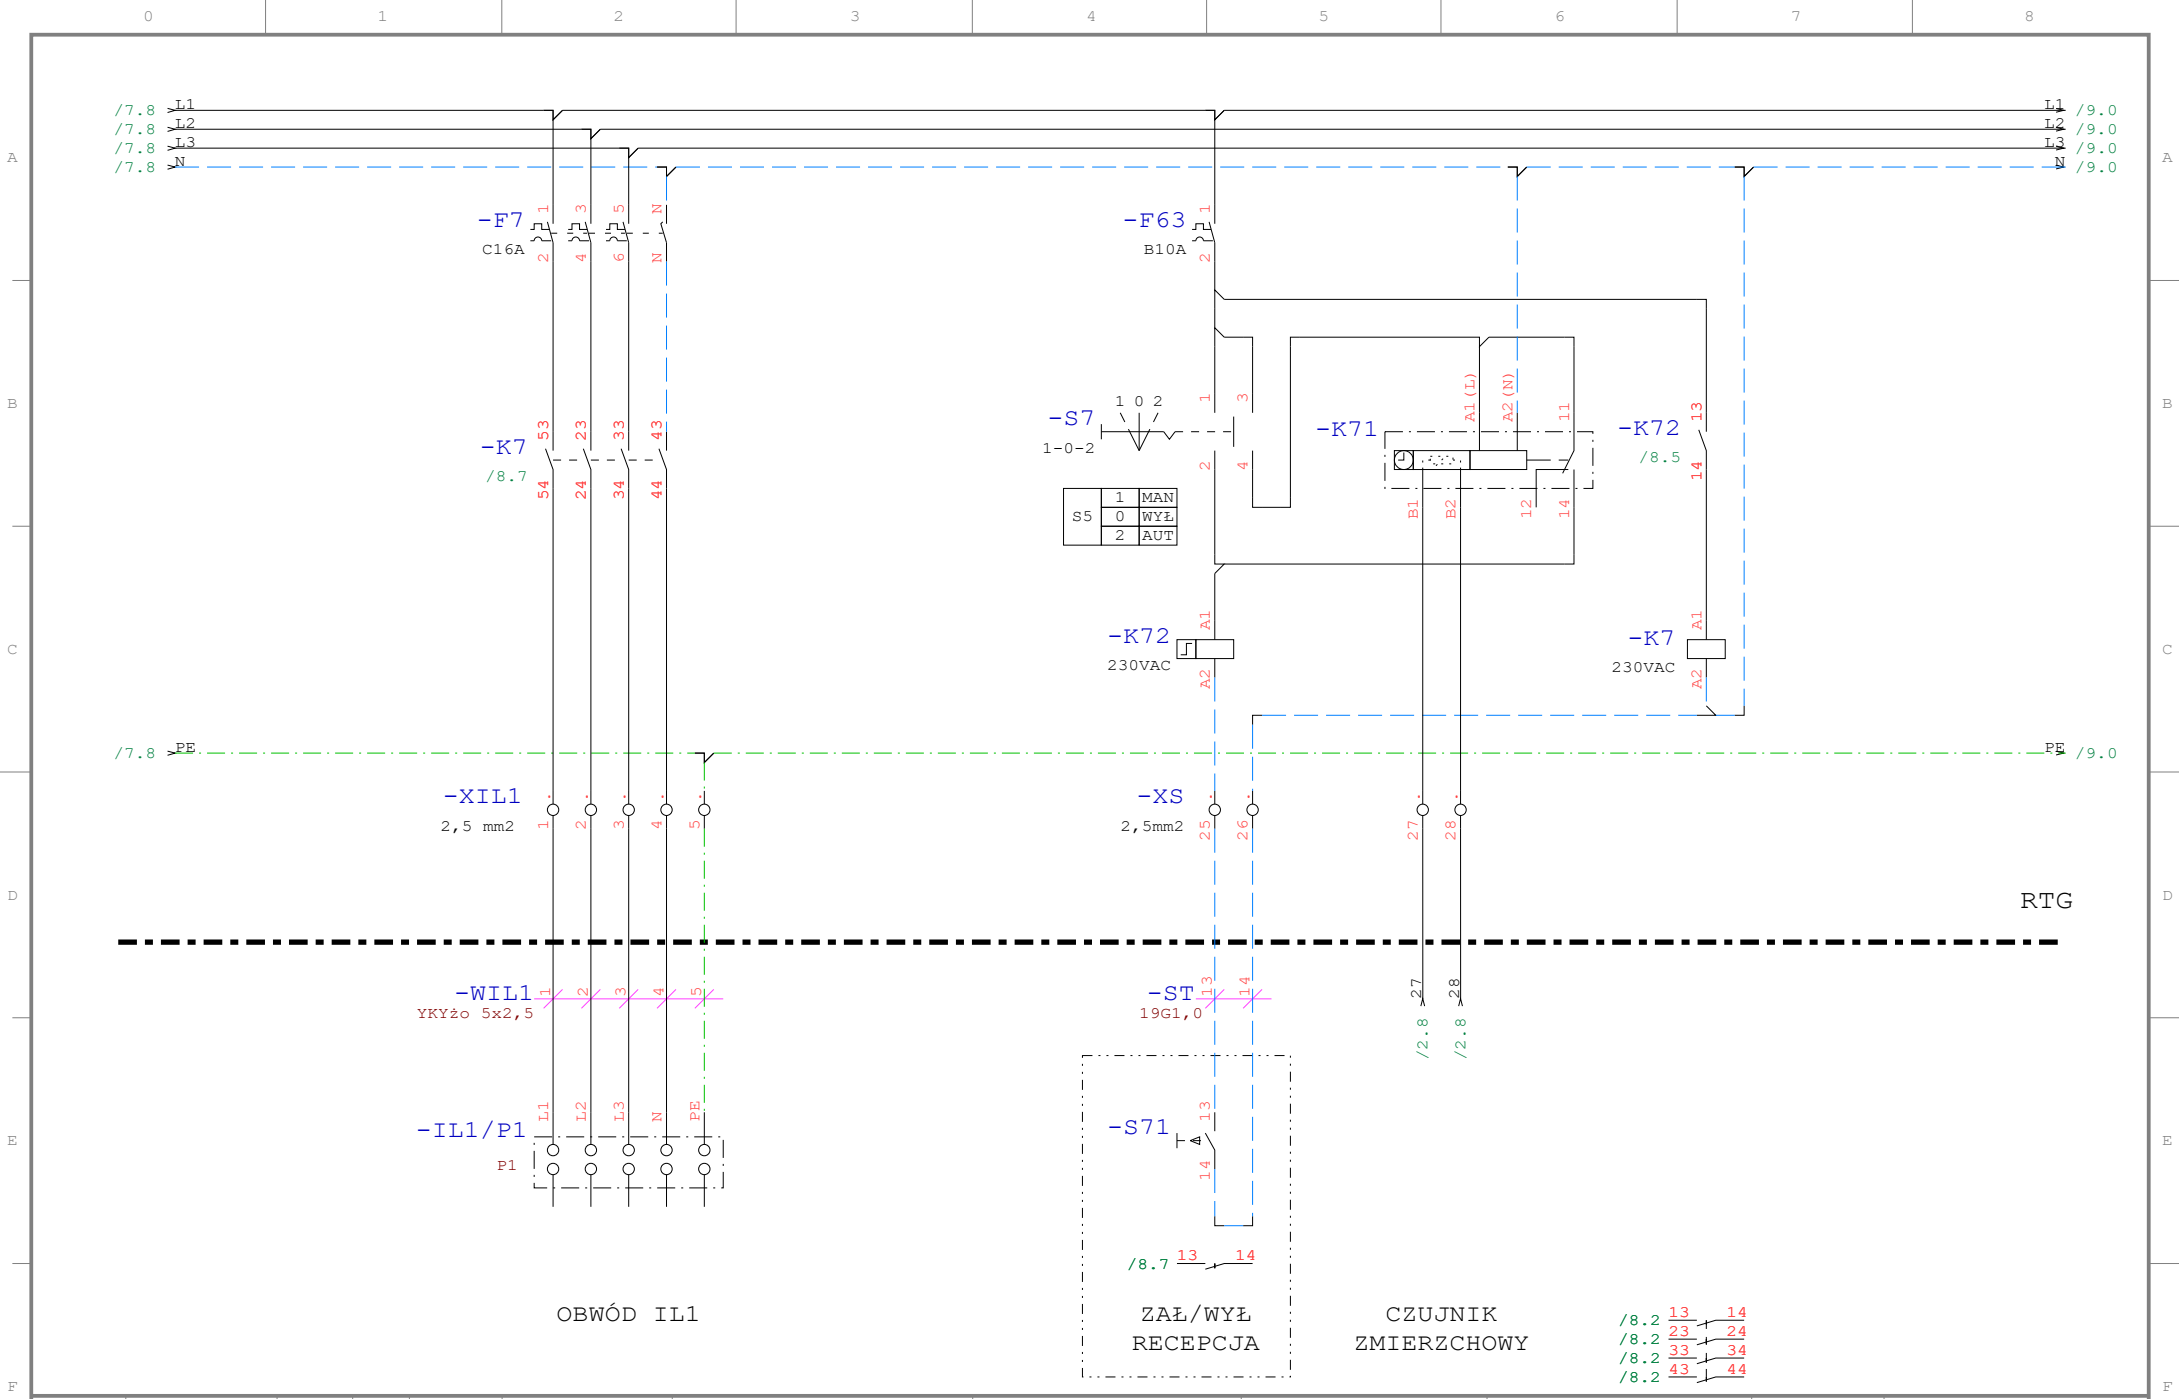 0 1 2 3 4 5 6 7 8
/7.8 L1 L1 /9.0
/7.8 L2 L2 /9.0
/7.8 L3 L3 /9.0
A A
/7.8 N N /9.0
1 3 5 N 1
-F7 -F63
C16A B10A
2 4 6 N 2
A1(L) A2(N) 11
1 0 2 1 3 13
B B
53 23 33 43
-S7 -K71 -K72
-K7 1-0-2 /8.5
/8.7 2 4 14
54 24 34 44
B1 B2 12 14
1 MAN
S5 0 WYŁ
2 AUT
A1 A1
-K72 -K7
C C
230VAC 230VAC
A2 A2
/7.8 PE PE /9.0
-XIL1 -XS
2,5 mm2 1 2 3 4 5 2,5mm2 25 26 27 28
D D
RTG
-WIL1 1 2 3 4 5 -ST 13 14 27 28
YKYżo 5x2,5 19G1,0
/2.8 /2.8
L1 L2 L3 N PE 13
-IL1/P1 -S71
E E
P1 14
/8.7 13 14
OBWÓD IL1 ZAŁ/WYŁ CZUJNIK
RECEPCJA ZMIERZCHOWY
/8.2 13 14
/8.2 23 24
/8.2 33 34
/8.2 43 44
F F